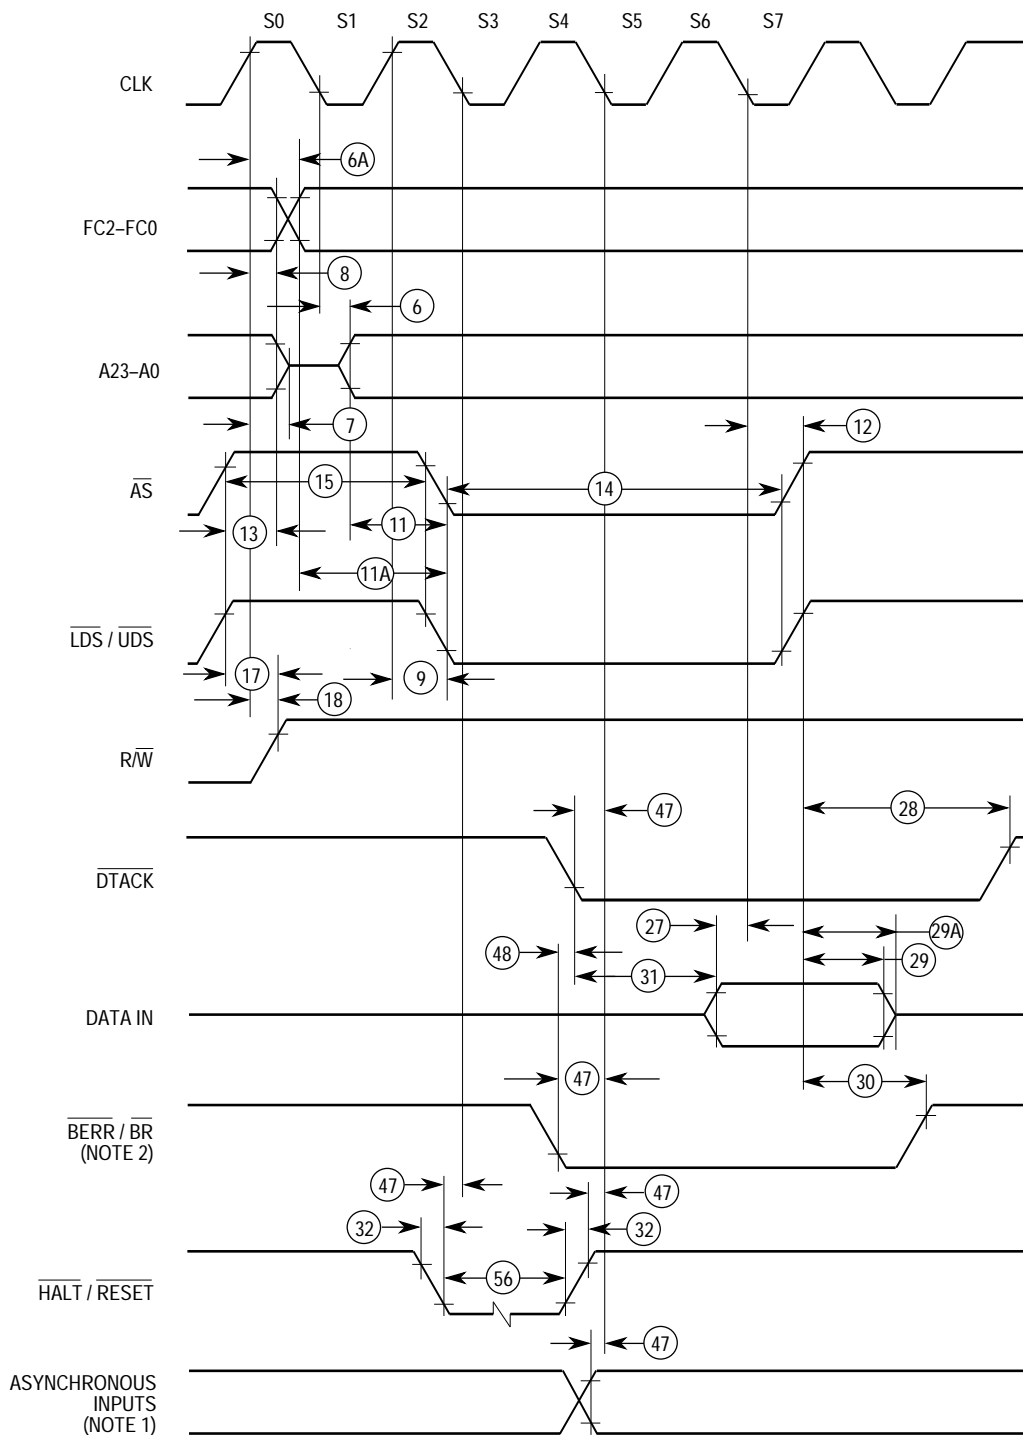 S0 S1 S2 S3 S4 S5 S6 S7
CLK
6A
FC2–FC0
8
6
A23–A0
7
12
15
14
AS
13
11
11A
LDS / UDS
17
9
18
R/W
47
28
DTACK
27
29A
48
31
29
DATA IN
47
30
BERR / BR
(NOTE 2)
47
47
32
32
56
HALT / RESET
47
ASYNCHRONOUS
INPUTS
(NOTE 1)